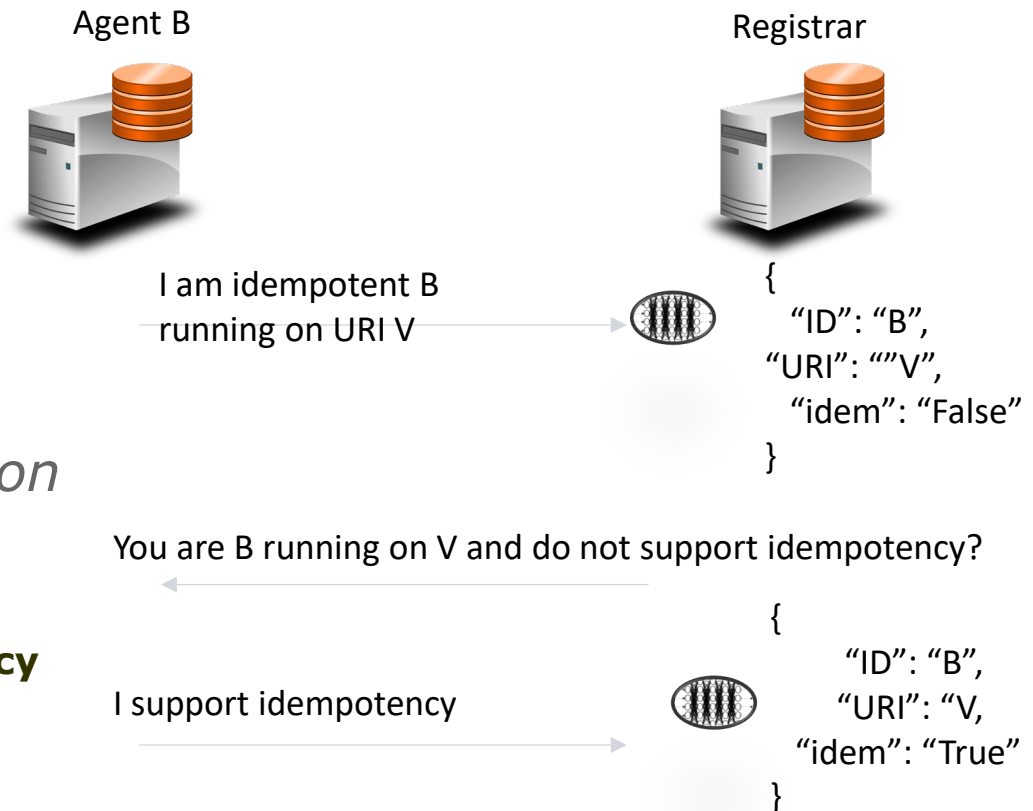 Agent B
Registrar
I am idempotent B
running on URI V
{
“ID”: “B”,
“URI”: “”V”,
“idem”: “False”
}
on
You are B running on V and do not support idempotency?
cy
I support idempotency
{
“ID”: “B”,
“URI”: “V,
“idem”: “True”
}